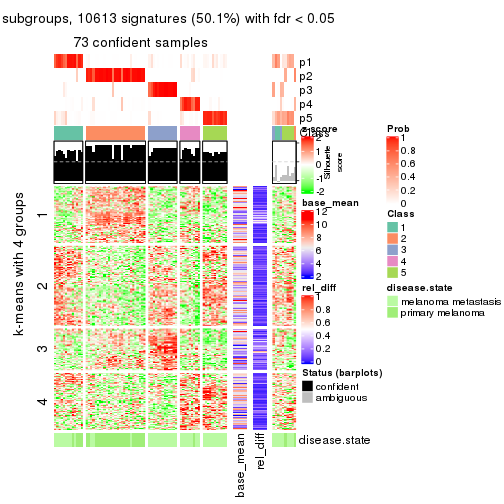 subgroups, 10613 signatures (50.1%) with fdr < 0.05
73 confident samples
p1
p2
p3
p4
p5
Class
Silhouette
score
k-means with 4 groups
1
2
3
4
z-score
2
1
0
-1
-2
base_mean
12
10
8
6
4
2
rel_diff
1
0.8
0.6
0.4
0.2
0
Status (barplots)
confident
ambiguous
Prob
1
0.8
0.6
0.4
0.2
0
Class
1
2
3
4
5
disease.state
melanoma metastasis
primary melanoma
disease.state
base_mean
rel_diff